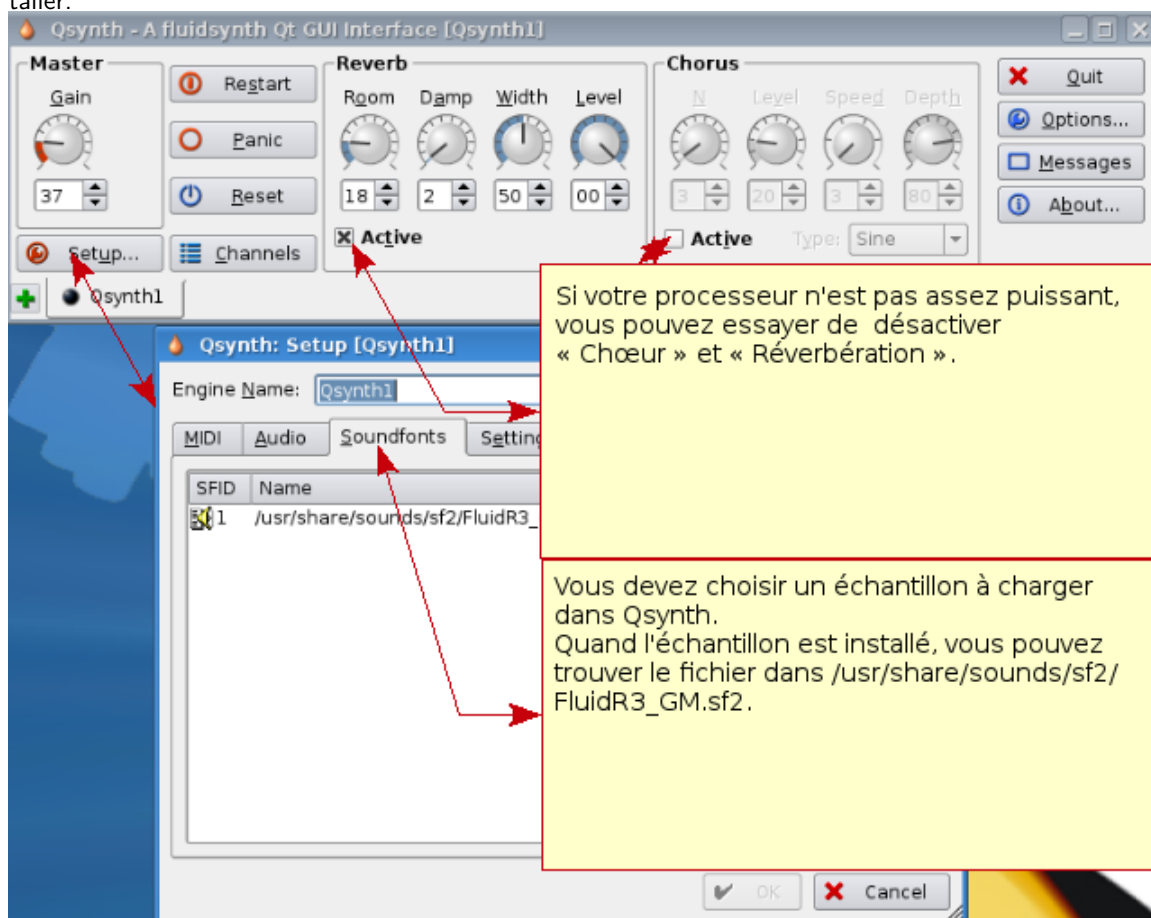 taller.
Qsynth - A fluidsynth Qt GUI Interface [Qsynth1]
Master
Gain
37
Setup...
Restart
Panic
Reset
Channels
Reverb
Room Damp Width Level
18 2 50 00
Active
Chorus
N Level Speed Depth
3 20 3 80
Active Type: Sine
Quit
Options...
Messages
About...
Qsynth1
Si votre processeur n'est pas assez puissant,
vous pouvez essayer de désactiver
« Chœur » et « Réverbération ».
Qsynth: Setup [Qsynth1]
Engine Name: Qsynth1
MIDI Audio Soundfonts Setting
SFID Name
1 /usr/share/sounds/sf2/FluidR3_
Vous devez choisir un échantillon à charger
dans Qsynth.
Quand l'échantillon est installé, vous pouvez
trouver le fichier dans /usr/share/sounds/sf2/
FluidR3_GM.sf2.
OK Cancel